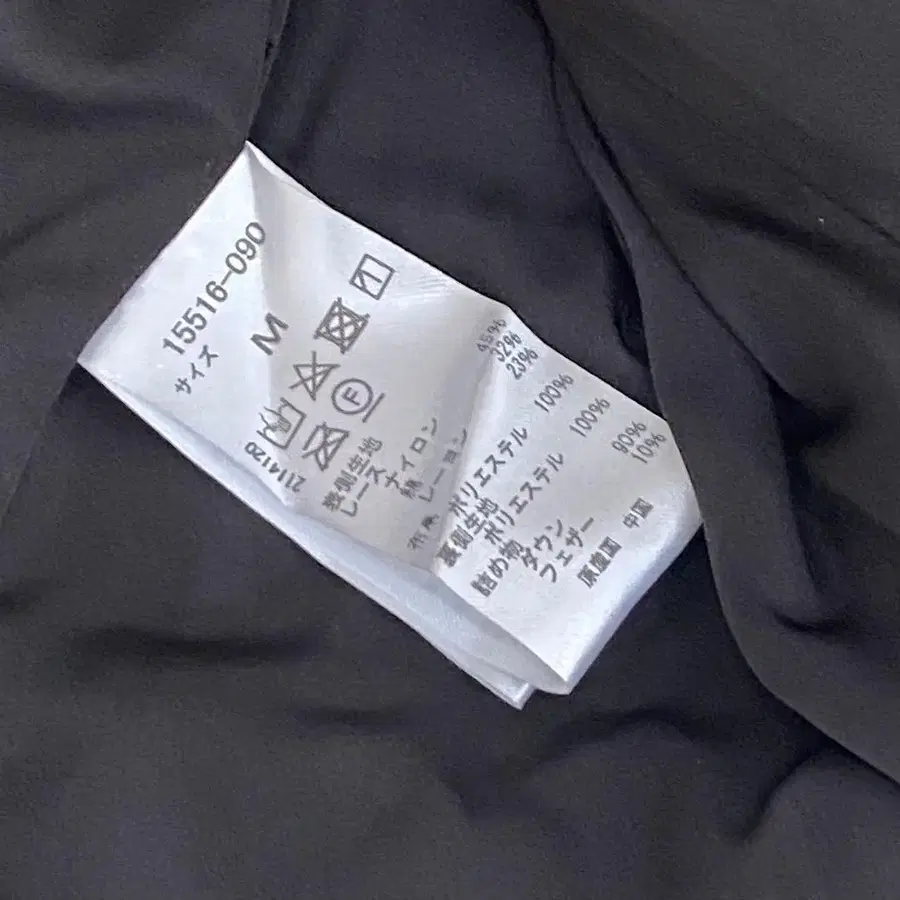 15516-090
サイズ
M
F
2114120
表側生地
レース
ナイロン 45%
綿 32%
レーヨン 23%
布帛
ポリエステル 100%
裏側生地
ポリエステル 100%
詰め物
ダウン 90%
フェザー 10%
原産国 中国